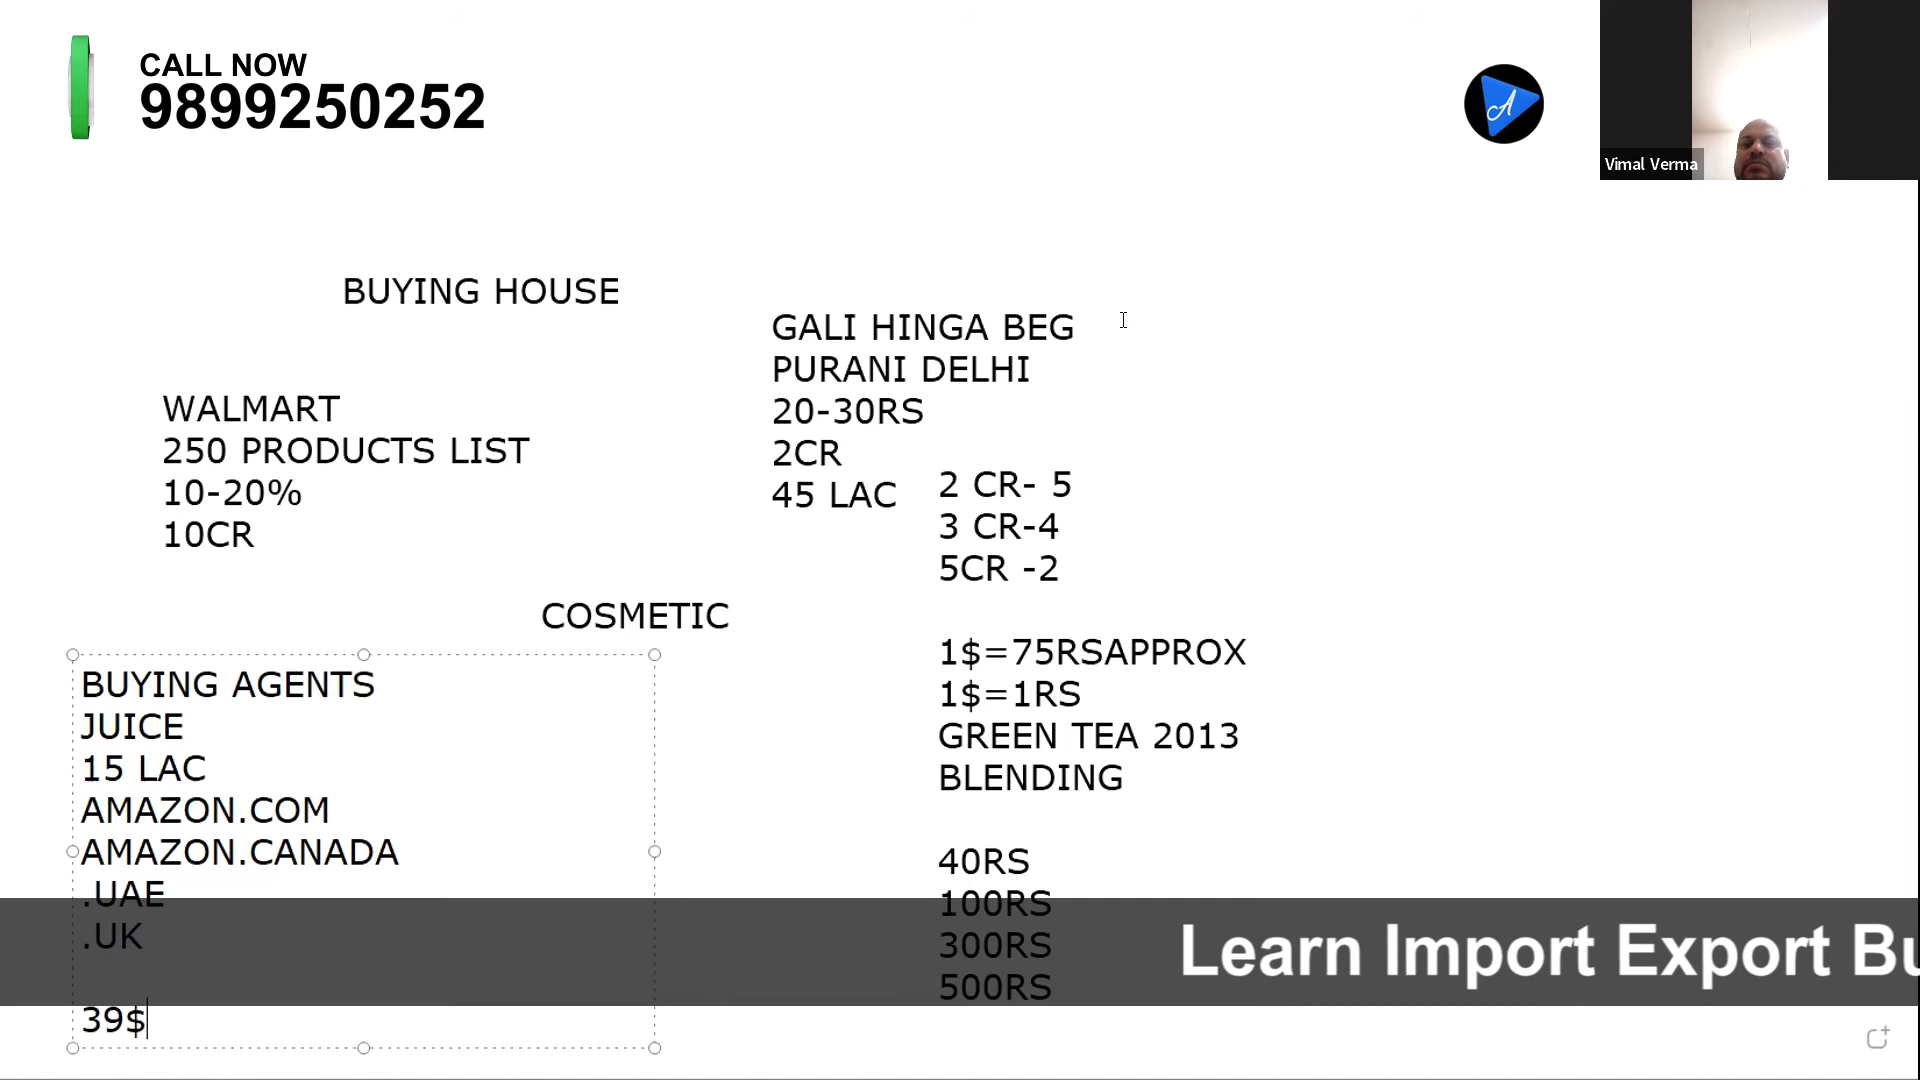 CALL NOW
9899250252
A
Vimal Verma
BUYING HOUSE
WALMART
250 PRODUCTS LIST
10-20%
10CR
GALI HINGA BEG
PURANI DELHI
20-30RS
2CR
45 LAC
2 CR- 5
3 CR-4
5CR -2
COSMETIC
BUYING AGENTS
JUICE
15 LAC
AMAZON.COM
AMAZON.CANADA
.UAE
.UK
39$
1$=75RSAPPROX
1$=1RS
GREEN TEA 2013
BLENDING
40RS
100RS
300RS
500RS
Learn Import Export Bu